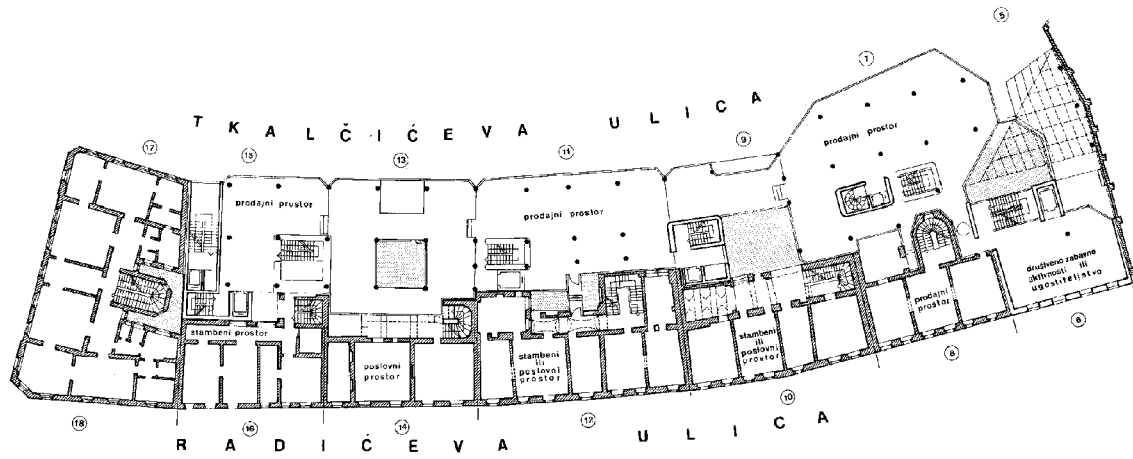 5
7
TKALČIĆEVA ULICA
9
11
13
15
17
prodajni prostor
prodajni prostor
prodajni prostor
društveno zabavne
aktivnosti ili
ugostiteljstvo
prodajni
prostor
stambeni prostor
poslovni
prostor
stambeni
ili
poslovni
prostor
stambeni
ili
poslovni
prostor
6
8
10
12
14
16
18
RADIĆEVA ULICA